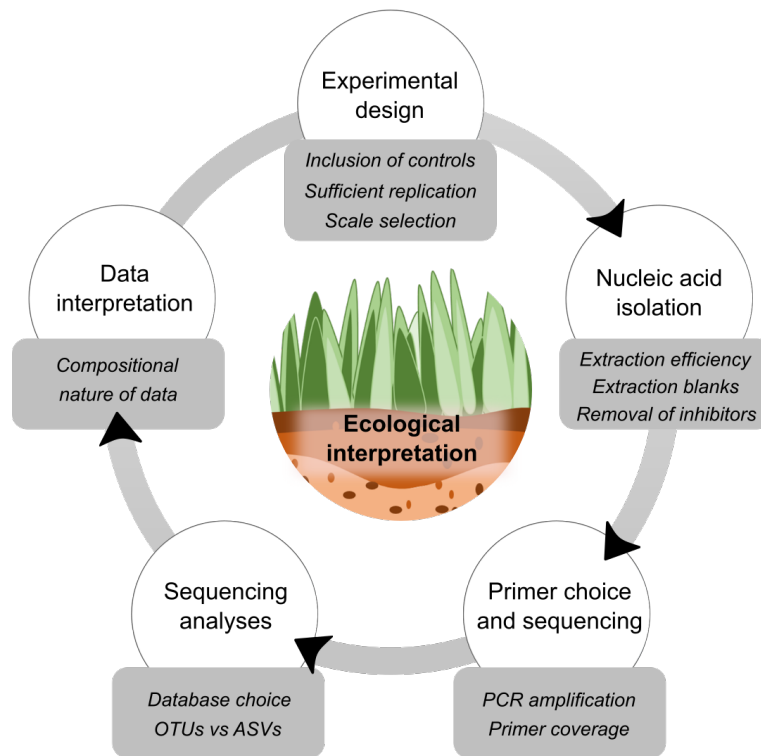 Experimental
design
Inclusion of controls
Sufficient replication
Scale selection
Nucleic acid
isolation
Extraction efficiency
Extraction blanks
Removal of inhibitors
Primer choice
and sequencing
PCR amplification
Primer coverage
Sequencing
analyses
Database choice
OTUs vs ASVs
Data
interpretation
Compositional
nature of data
Ecological
interpretation